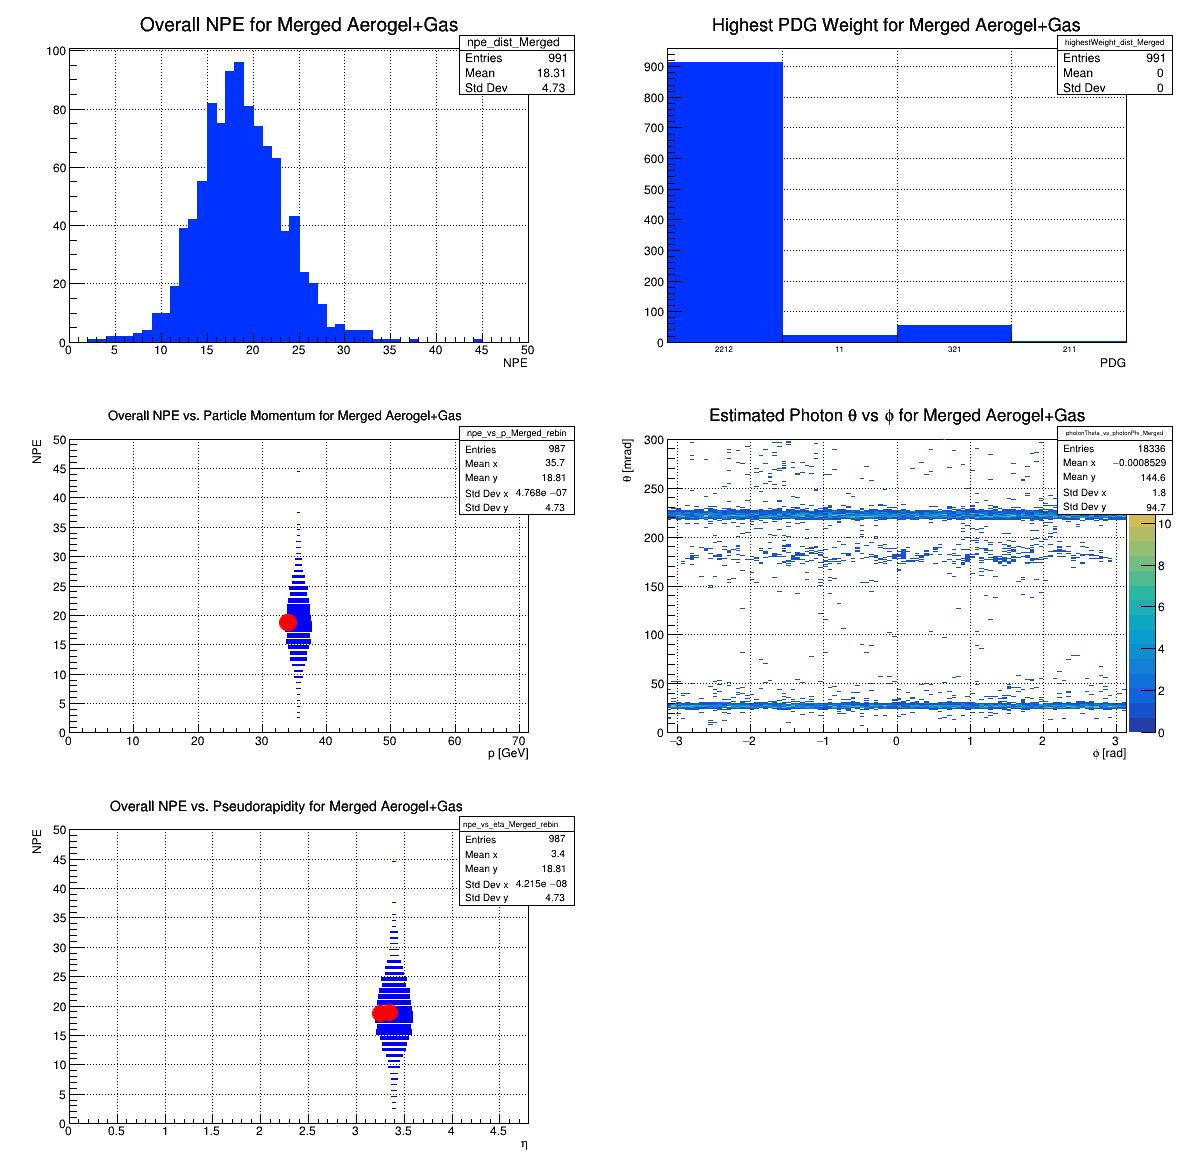 Overall NPE for Merged Aerogel+Gas
npe_dist_Merged
Entries 991
Mean 18.31
Std Dev 4.73
100
80
60
40
20
0
0 5 10 15 20 25 30 35 40 45 50
NPE
Highest PDG Weight for Merged Aerogel+Gas
highestWeight_dist_Merged
Entries 991
Mean 0
Std Dev 0
900
800
700
600
500
400
300
200
100
0
2212 11 321 211
PDG
Overall NPE vs. Particle Momentum for Merged Aerogel+Gas
npe_vs_p_Merged_rebin
Entries 987
Mean x 35.7
Mean y 18.81
Std Dev x 4.768e −07
Std Dev y 4.73
NPE
50
45
40
35
30
25
20
15
10
5
0
0 10 20 30 40 50 60 70
p [GeV]
Estimated Photon θ vs ϕ for Merged Aerogel+Gas
photonTheta_vs_photonPhi_Merged
Entries 18336
Mean x −0.0008529
Mean y 144.6
Std Dev x 1.8
Std Dev y 94.7
θ [mrad]
300
250
200
150
100
50
0
−3 −2 −1 0 1 2 3
ϕ [rad]
10
8
6
4
2
0
Overall NPE vs. Pseudorapidity for Merged Aerogel+Gas
npe_vs_eta_Merged_rebin
Entries 987
Mean x 3.4
Mean y 18.81
Std Dev x 4.215e −08
Std Dev y 4.73
NPE
50
45
40
35
30
25
20
15
10
5
0
0 0.5 1 1.5 2 2.5 3 3.5 4 4.5
η